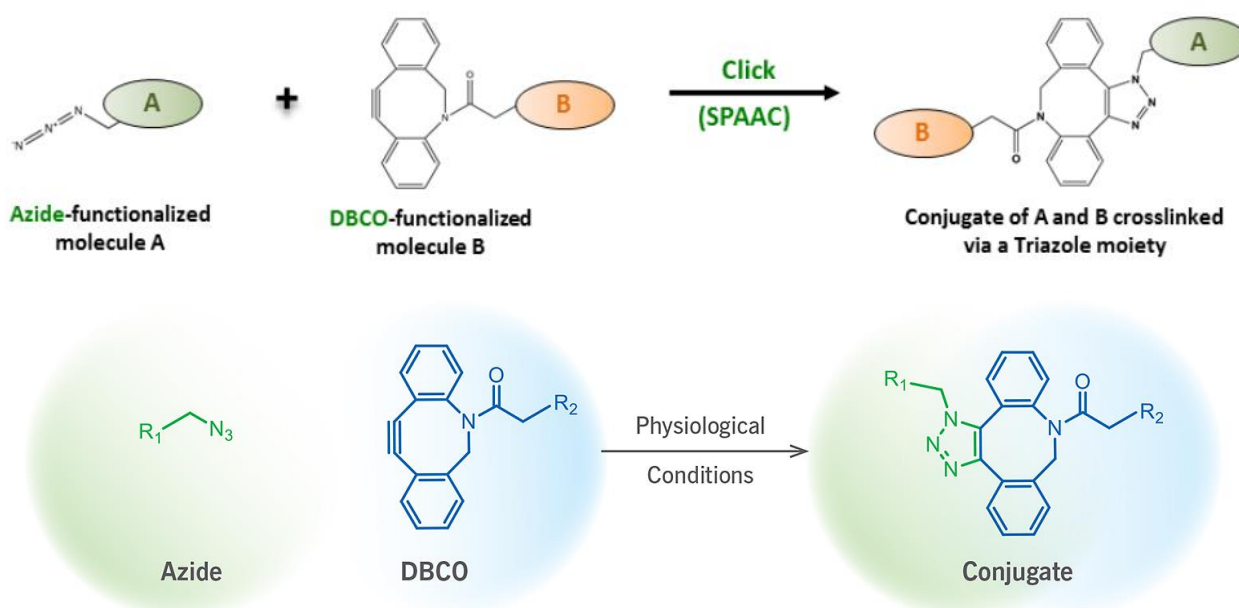 A
+
B
Click
(SPAAC)
A
B
⁻N
N⁺
N
N
O
N
O
N
N
N
Azide-functionalized
molecule A
DBCO-functionalized
molecule B
Conjugate of A and B crosslinked
via a Triazole moiety
R₁
N₃
O
N
R₂
Physiological
Conditions
R₁
N
N
N
N
O
R₂
Azide
DBCO
Conjugate